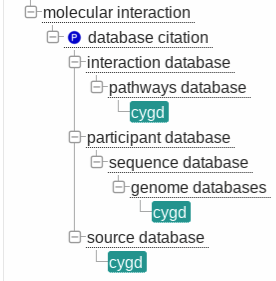 molecular interaction
P database citation
interaction database
pathways database
cygd
participant database
sequence database
genome databases
cygd
source database
cygd